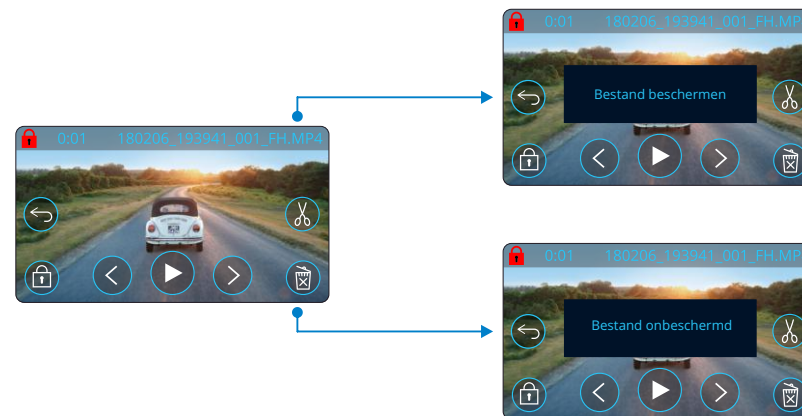 0:01 180206_193941_001_FH.MP4
0:01 180206_193941_001_FH.MP
Bestand beschermen
0:01 180206_193941_001_FH.MP
Bestand onbeschermd